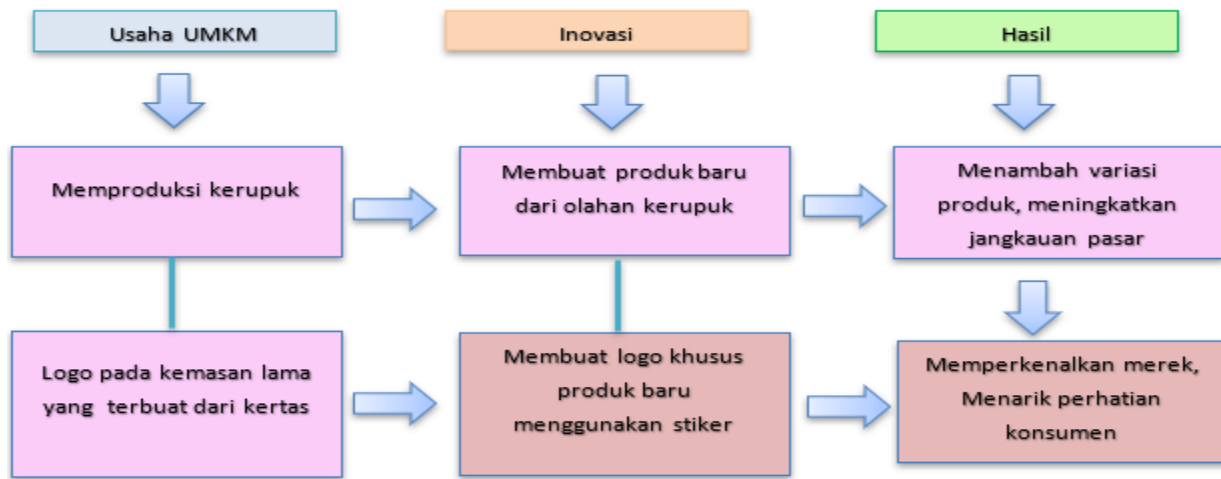 Usaha UMKM
Inovasi
Hasil
Memproduksi kerupuk
Membuat produk baru
dari olahan kerupuk
Menambah variasi
produk, meningkatkan
jangkauan pasar
Logo pada kemasan lama
yang terbuat dari kertas
Membuat logo khusus
produk baru
menggunakan stiker
Memperkenalkan merek,
Menarik perhatian
konsumen